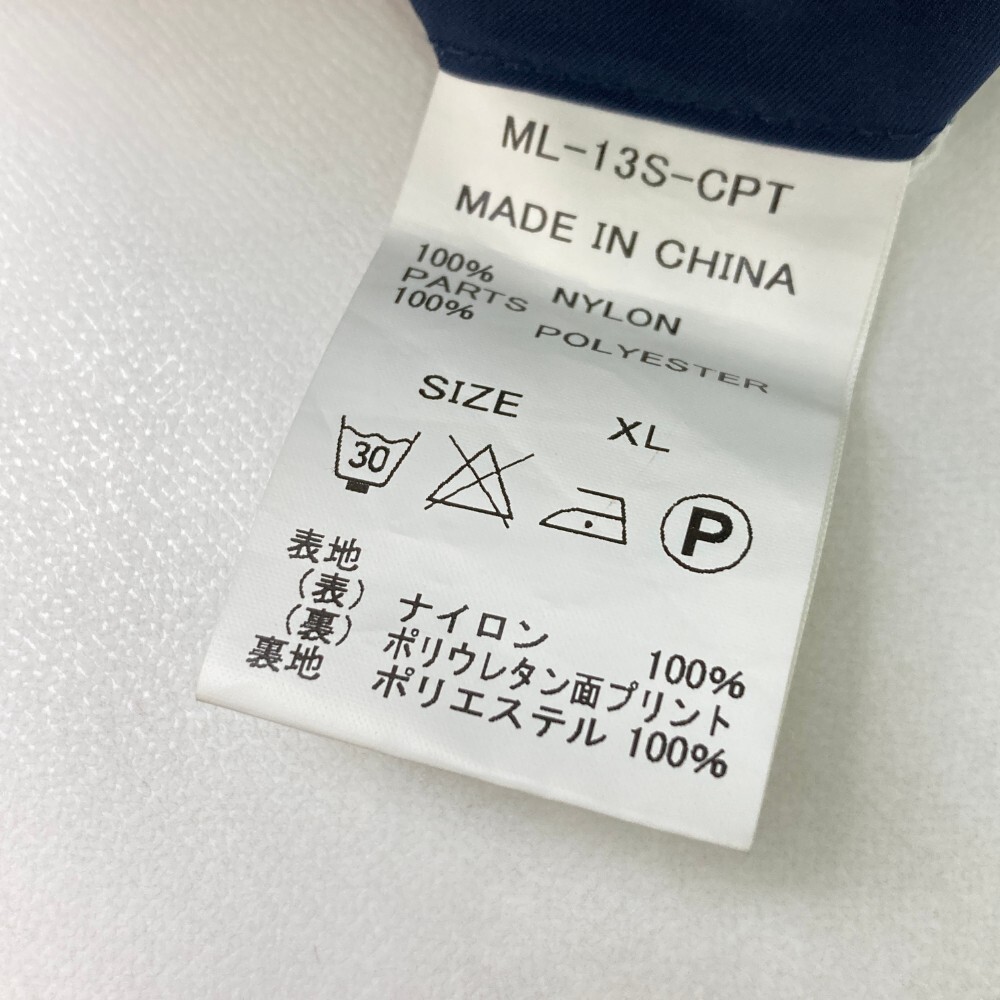 ML-13S-CPT
MADE IN CHINA
100% NYLON
PARTS
100% POLYESTER
SIZE XL
30
P
表地
(表) ナイロン 100%
(裏) ポリウレタン面プリント
裏地 ポリエステル 100%